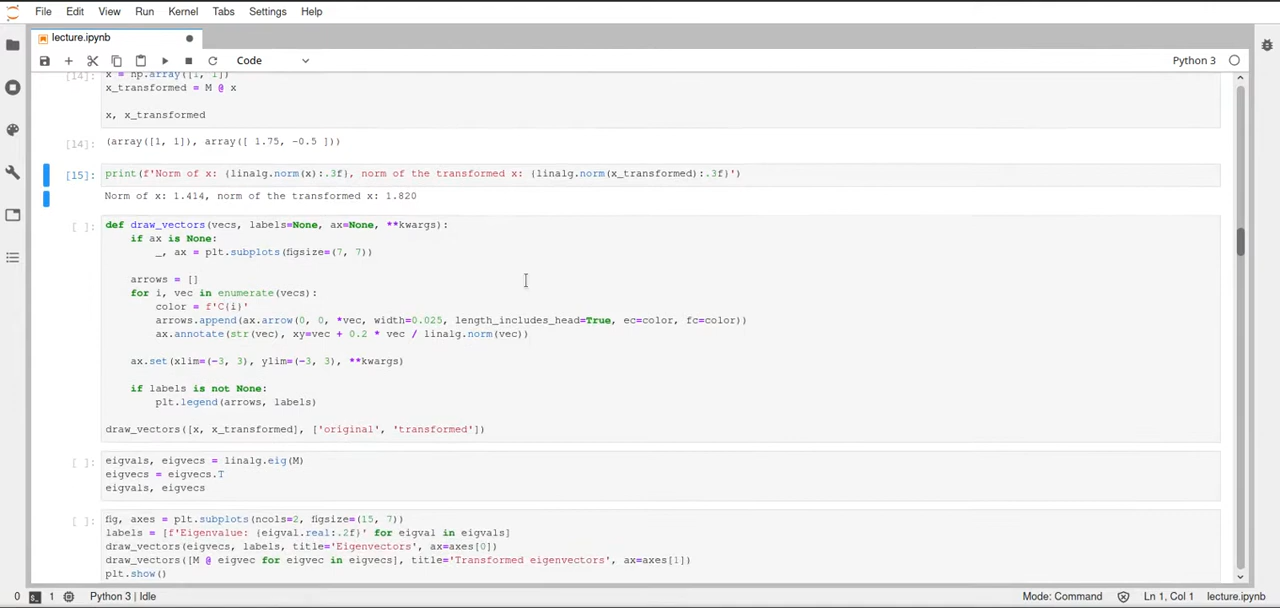 File Edit View Run Kernel Tabs Settings Help
lecture.ipynb
Code Python 3
[14]: x = np.array([1, 1])
x_transformed = M @ x
x, x_transformed
[14]: (array([1, 1]), array([ 1.75, -0.5 ]))
[15]: print(f'Norm of x: {linalg.norm(x):.3f}, norm of the transformed x: {linalg.norm(x_transformed):.3f}')
Norm of x: 1.414, norm of the transformed x: 1.820
[ ]: def draw_vectors(vecs, labels=None, ax=None, **kwargs):
    if ax is None:
        _, ax = plt.subplots(figsize=(7, 7))
    arrows = []
    for i, vec in enumerate(vecs):
        color = f'C{i}'
        arrows.append(ax.arrow(0, 0, *vec, width=0.025, length_includes_head=True, ec=color, fc=color))
        ax.annotate(str(vec), xy=vec + 0.2 * vec / linalg.norm(vec))
    ax.set(xlim=(-3, 3), ylim=(-3, 3), **kwargs)
    if labels is not None:
        plt.legend(arrows, labels)
draw_vectors([x, x_transformed], ['original', 'transformed'])
[ ]: eigvals, eigvecs = linalg.eig(M)
eigvecs = eigvecs.T
eigvals, eigvecs
[ ]: fig, axes = plt.subplots(ncols=2, figsize=(15, 7))
labels = [f'Eigenvalue: {eigval.real:.2f}' for eigval in eigvals]
draw_vectors(eigvecs, labels, title='Eigenvectors', ax=axes[0])
draw_vectors([M @ eigvec for eigvec in eigvecs], title='Transformed eigenvectors', ax=axes[1])
plt.show()
0 1 Python 3 | Idle Mode: Command Ln 1, Col 1 lecture.ipynb